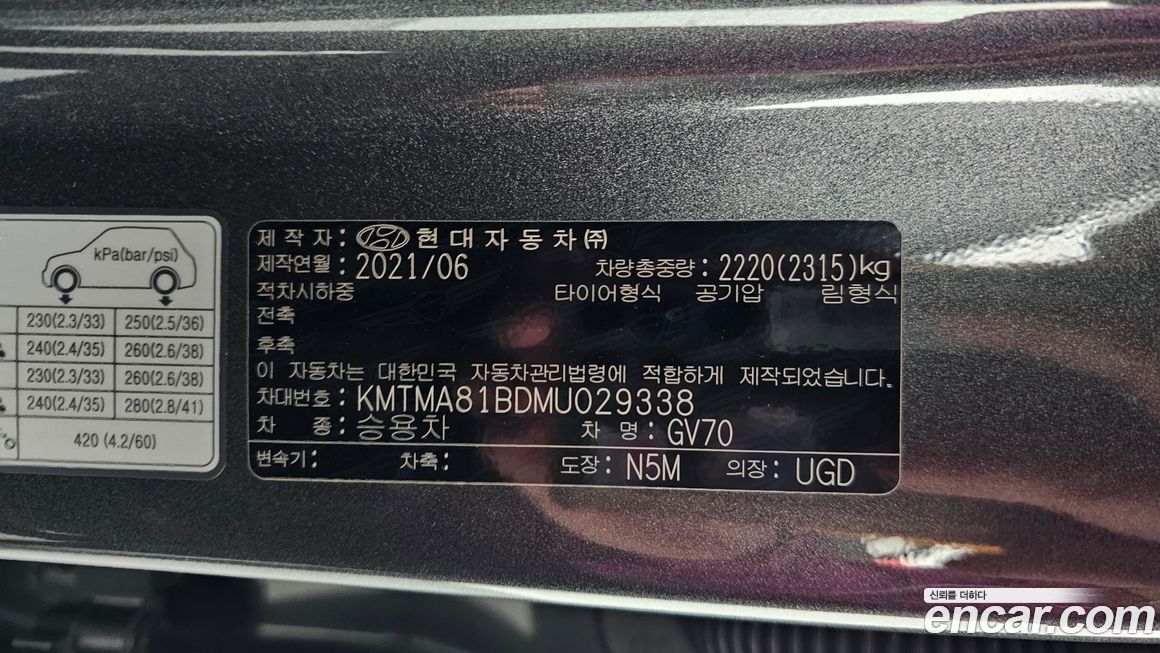 kPa(bar/psi)
230(2.3/33) 250(2.5/36)
240(2.4/35) 260(2.6/38)
230(2.3/33) 260(2.6/38)
240(2.4/35) 280(2.8/41)
420 (4.2/60)
제작자: 현대자동차㈜
제작연월: 2021/06 차량총중량: 2220(2315)kg
적차시하중 타이어형식 공기압 림형식
전축
후축
이 자동차는 대한민국 자동차관리법령에 적합하게 제작되었습니다.
차대번호: KMTMA81BDMU029338
차 종: 승용차 차 명: GV70
변속기: 차축: 도장: N5M 의장: UGD
신뢰를 더하다
encar.com